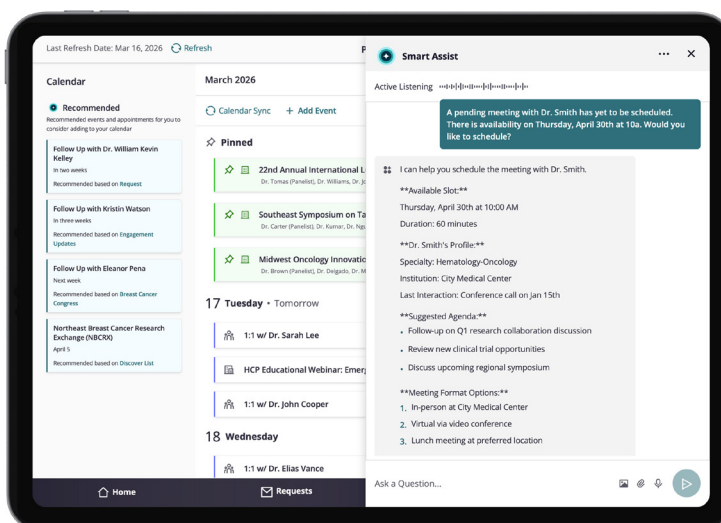 Last Refresh Date: Mar 16, 2026 Refresh
Calendar
Recommended
Recommended events and appointments for you to
consider adding to your calendar
Follow Up with Dr. William Kevin
Kelley
In two weeks
Recommended based on Request
Follow Up with Kristin Watson
In three weeks
Recommended based on Engagement
Updates
Follow Up with Eleanor Pena
Next week
Recommended based on Breast Cancer
Congress
Northeast Breast Cancer Research
Exchange (NBCRX)
April 5
Recommended based on Discover List
March 2026
Calendar Sync + Add Event
Pinned
22nd Annual International L
Dr. Tomas (Panelist), Dr. Williams, Dr. Jo
Southeast Symposium on Ta
Dr. Carter (Panelist), Dr. Kumar, Dr. Ngu
Midwest Oncology Innovatio
Dr. Brown (Panelist), Dr. Delgado, Dr. M
17 Tuesday • Tomorrow
1:1 w/ Dr. Sarah Lee
HCP Educational Webinar: Emerg
1:1 w/ Dr. John Cooper
18 Wednesday
1:1 w/ Dr. Elias Vance
Smart Assist
Active Listening
A pending meeting with Dr. Smith has yet to be scheduled.
There is availability on Thursday, April 30th at 10a. Would you
like to schedule?
I can help you schedule the meeting with Dr. Smith.
**Available Slot:**
Thursday, April 30th at 10:00 AM
Duration: 60 minutes
**Dr. Smith's Profile:**
Specialty: Hematology-Oncology
Institution: City Medical Center
Last Interaction: Conference call on Jan 15th
**Suggested Agenda:**
• Follow-up on Q1 research collaboration discussion
• Review new clinical trial opportunities
• Discuss upcoming regional symposium
**Meeting Format Options:**
1. In-person at City Medical Center
2. Virtual via video conference
3. Lunch meeting at preferred location
Ask a Question...
Home
Requests